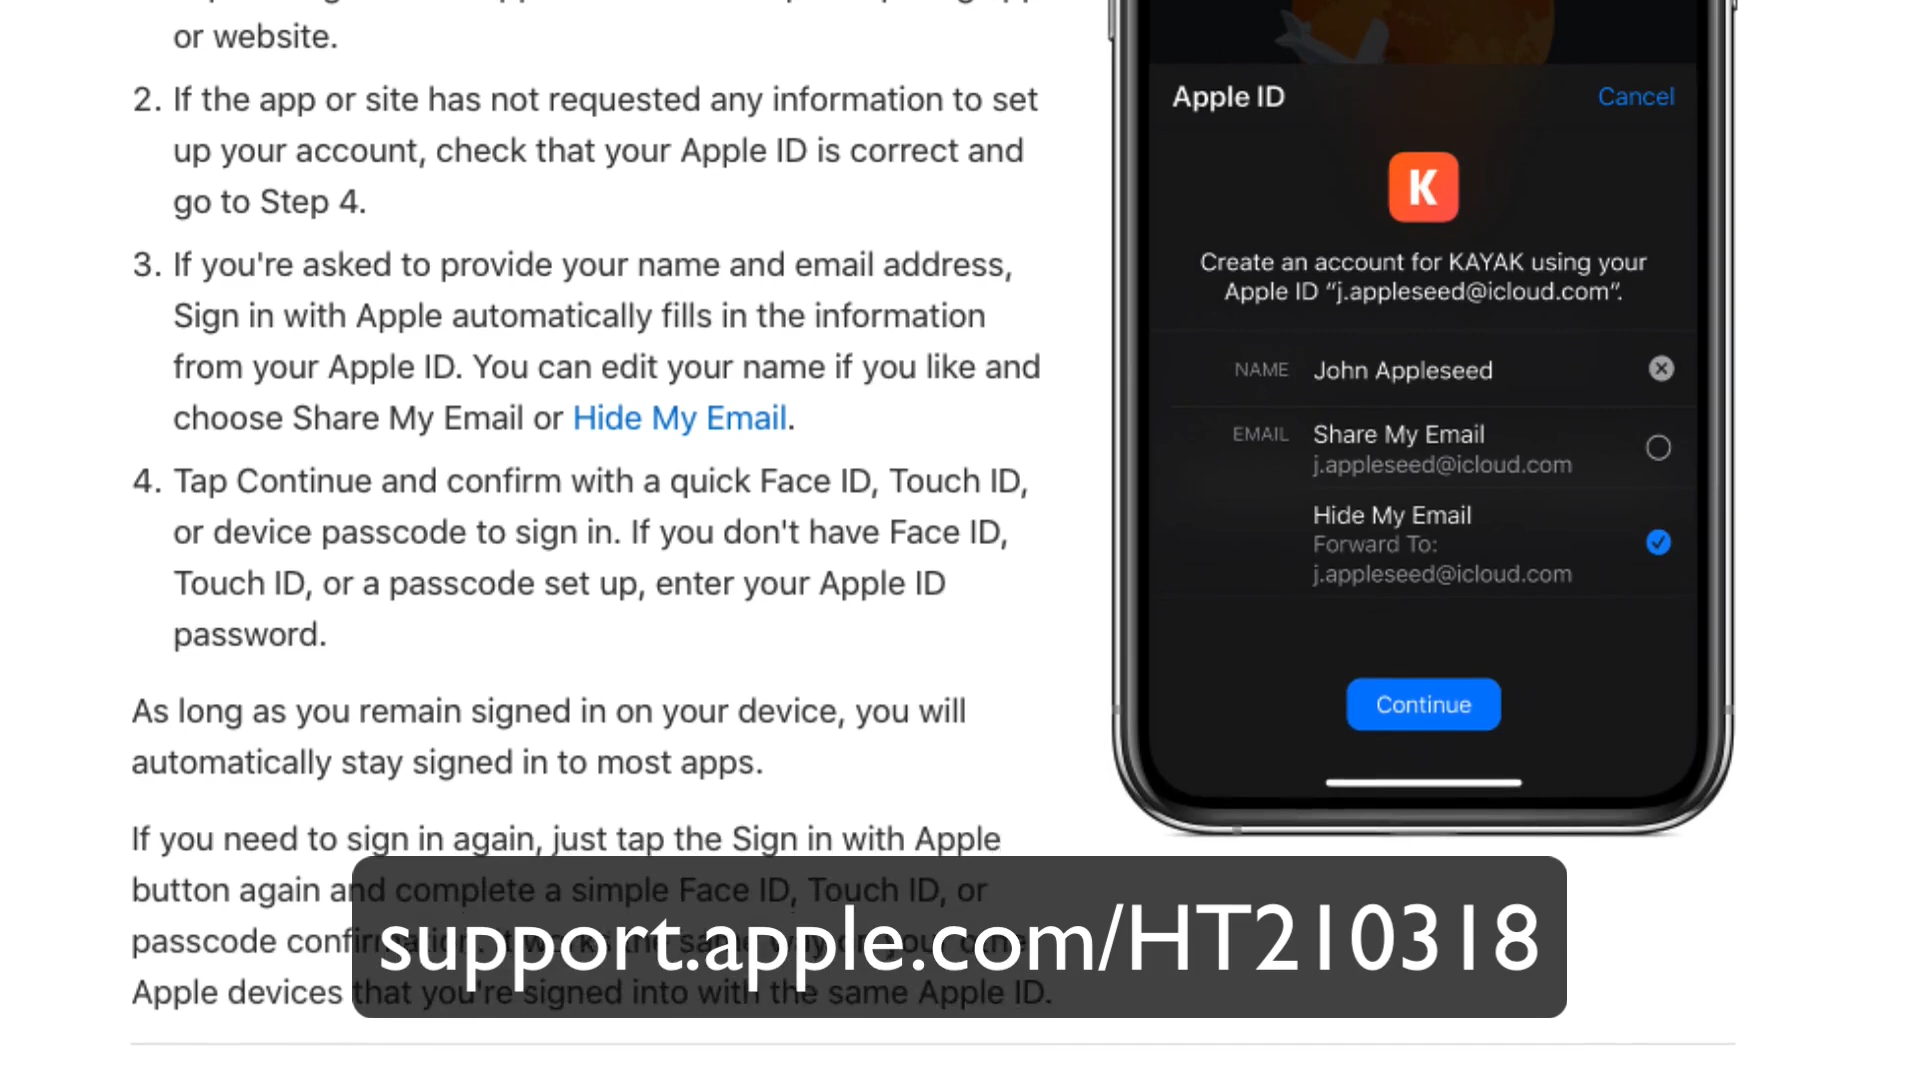 or website.
2. If the app or site has not requested any information to set
up your account, check that your Apple ID is correct and
go to Step 4.
3. If you're asked to provide your name and email address,
Sign in with Apple automatically fills in the information
from your Apple ID. You can edit your name if you like and
choose Share My Email or Hide My Email.
4. Tap Continue and confirm with a quick Face ID, Touch ID,
or device passcode to sign in. If you don't have Face ID,
Touch ID, or a passcode set up, enter your Apple ID
password.
As long as you remain signed in on your device, you will
automatically stay signed in to most apps.
If you need to sign in again, just tap the Sign in with Apple
button again and complete a simple Face ID, Touch ID, or
passcode confirmation. It works the same way on your
Apple devices that you're signed into with the same Apple ID.
support.apple.com/HT210318
Apple ID
Cancel
K
Create an account for KAYAK using your
Apple ID “j.appleseed@icloud.com“.
NAME John Appleseed
EMAIL Share My Email
j.appleseed@icloud.com
Hide My Email
Forward To:
j.appleseed@icloud.com
Continue